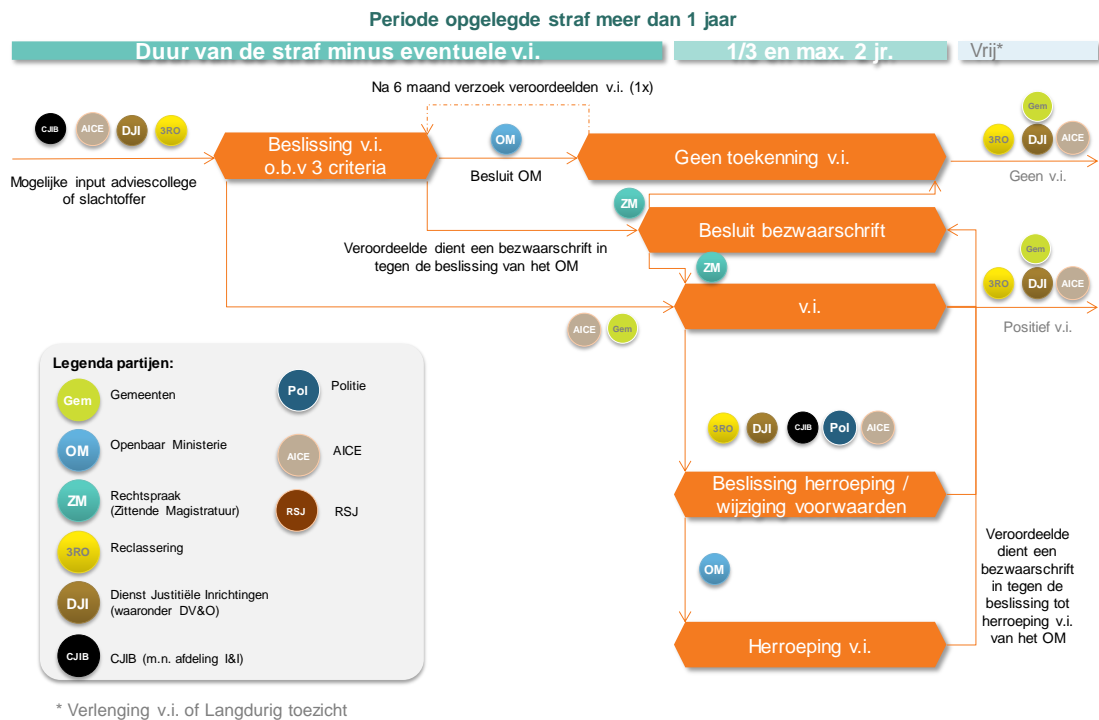 Periode opgelegde straf meer dan 1 jaar
Duur van de straf minus eventuele v.i.
1/3 en max. 2 jr.
Vrij*
Na 6 maand verzoek veroordeelden v.i. (1x)
CJIB
AICE
DJI
3RO
Mogelijke input adviescollege
of slachtoffer
Beslissing v.i.
o.b.v 3 criteria
OM
Besluit OM
Geen toekenning v.i.
Gem
3RO
DJI
AICE
Geen v.i.
ZM
Besluit bezwaarschrift
Veroordeelde dient een bezwaarschrift in
tegen de beslissing van het OM
ZM
v.i.
Gem
3RO
DJI
AICE
Positief v.i.
AICE
Gem
3RO
DJI
CJIB
Pol
AICE
Beslissing herroeping /
wijziging voorwaarden
OM
Herroeping v.i.
Veroordeelde
dient een
bezwaarschrift
in tegen de
beslissing tot
herroeping v.i.
van het OM
Legenda partijen:
Gem
Gemeenten
OM
Openbaar Ministerie
ZM
Rechtspraak
(Zittende Magistratuur)
3RO
Reclassering
DJI
Dienst Justitiële Inrichtingen
(waaronder DV&O)
CJIB
CJIB (m.n. afdeling I&I)
Pol
Politie
AICE
AICE
RSJ
RSJ
* Verlenging v.i. of Langdurig toezicht